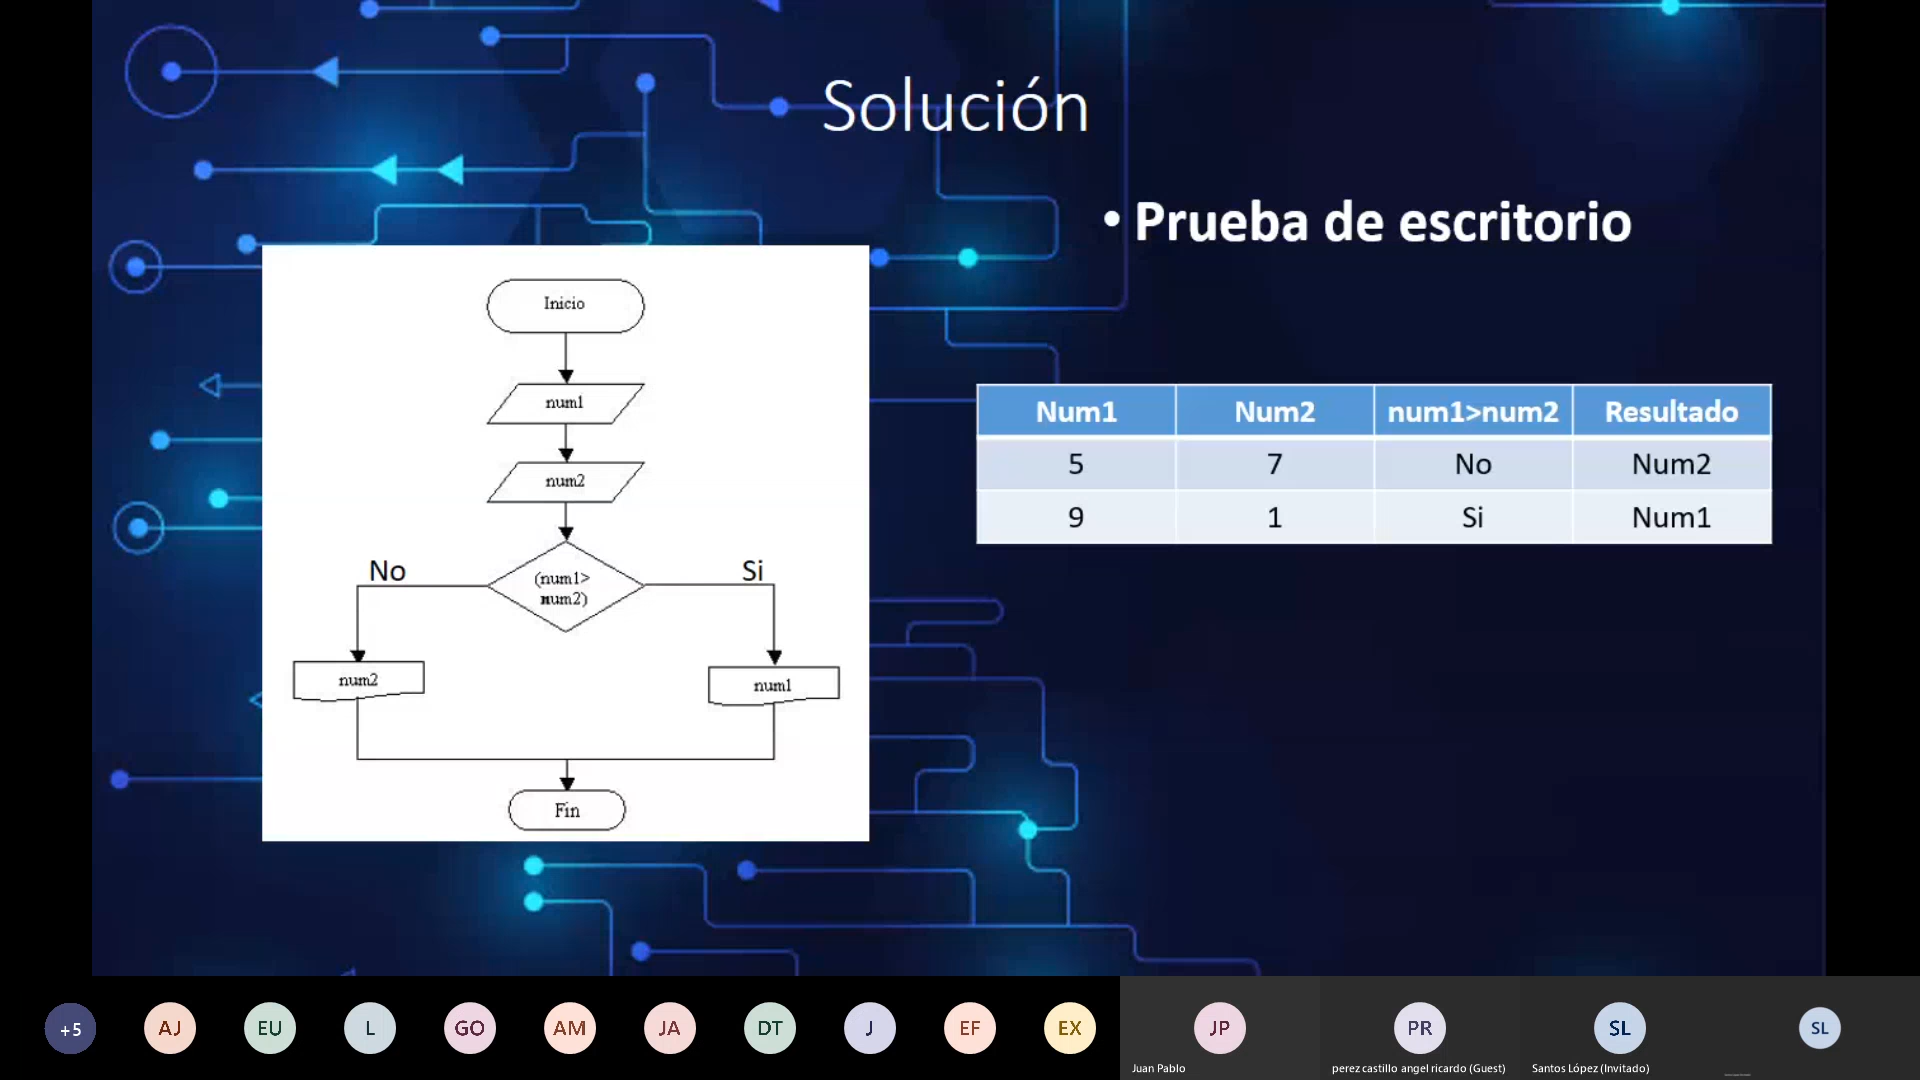 Solución
• Prueba de escritorio
Inicio
num1
num2
(num1>
num2)
No
Si
num2
num1
Fin
Num1 Num2 num1>num2 Resultado
5 7 No Num2
9 1 Si Num1
+5 AJ EU L GO AM JA DT J EF EX JP PR SL SL
Juan Pablo perez castillo angel ricardo (Guest) Santos López (Invitado)